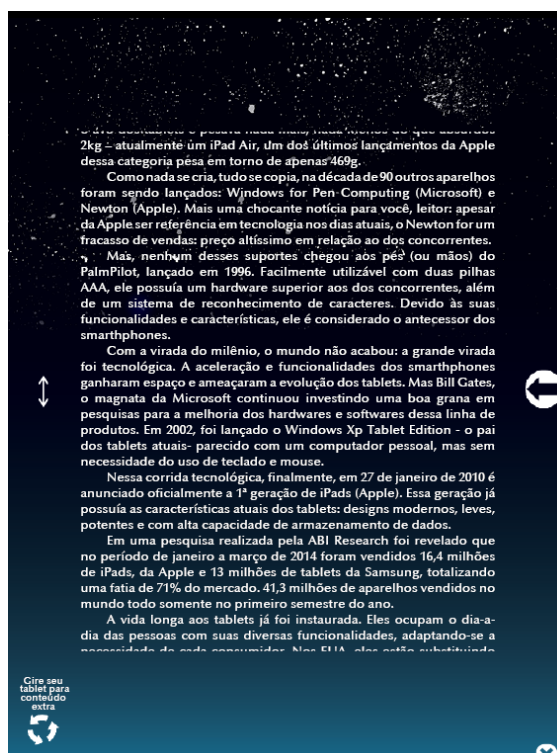 2kg – atualmente um iPad Air, um dos últimos lançamentos da Apple
dessa categoria pesa em torno de apenas 469g.
Como nada se cria, tudo se copia, na década de 90 outros aparelhos
foram sendo lançados: Windows for Pen Computing (Microsoft) e
Newton (Apple). Mais uma chocante notícia para você, leitor: apesar
da Apple ser referência em tecnologia nos dias atuais, o Newton for um
fracasso de vendas: preço altíssimo em relação ao dos concorrentes.
Mas, nenhum desses suportes chegou aos pés (ou mãos) do
PalmPilot, lançado em 1996. Facilmente utilizável com duas pilhas
AAA, ele possuía um hardware superior aos dos concorrentes, além
de um sistema de reconhecimento de caracteres. Devido às suas
funcionalidades e características, ele é considerado o antecessor dos
smarthphones.
Com a virada do milênio, o mundo não acabou: a grande virada
foi tecnológica. A aceleração e funcionalidades dos smarthphones
ganharam espaço e ameaçaram a evolução dos tablets. Mas Bill Gates,
o magnata da Microsoft continuou investindo uma boa grana em
pesquisas para a melhoria dos hardwares e softwares dessa linha de
produtos. Em 2002, foi lançado o Windows Xp Tablet Edition - o pai
dos tablets atuais- parecido com um computador pessoal, mas sem
necessidade do uso de teclado e mouse.
Nessa corrida tecnológica, finalmente, em 27 de janeiro de 2010 é
anunciado oficialmente a 1ª geração de iPads (Apple). Essa geração já
possuía as características atuais dos tablets: designs modernos, leves,
potentes e com alta capacidade de armazenamento de dados.
Em uma pesquisa realizada pela ABI Research foi revelado que
no período de janeiro a março de 2014 foram vendidos 16,4 milhões
de iPads, da Apple e 13 milhões de tablets da Samsung, totalizando
uma fatia de 71% do mercado. 41,3 milhões de aparelhos vendidos no
mundo todo somente no primeiro semestre do ano.
A vida longa aos tablets já foi instaurada. Eles ocupam o dia-a-
dia das pessoas com suas diversas funcionalidades, adaptando-se a
necessidade de cada consumidor. Nos EUA, eles estão substituindo
Gire seu
tablet para
conteúdo
extra